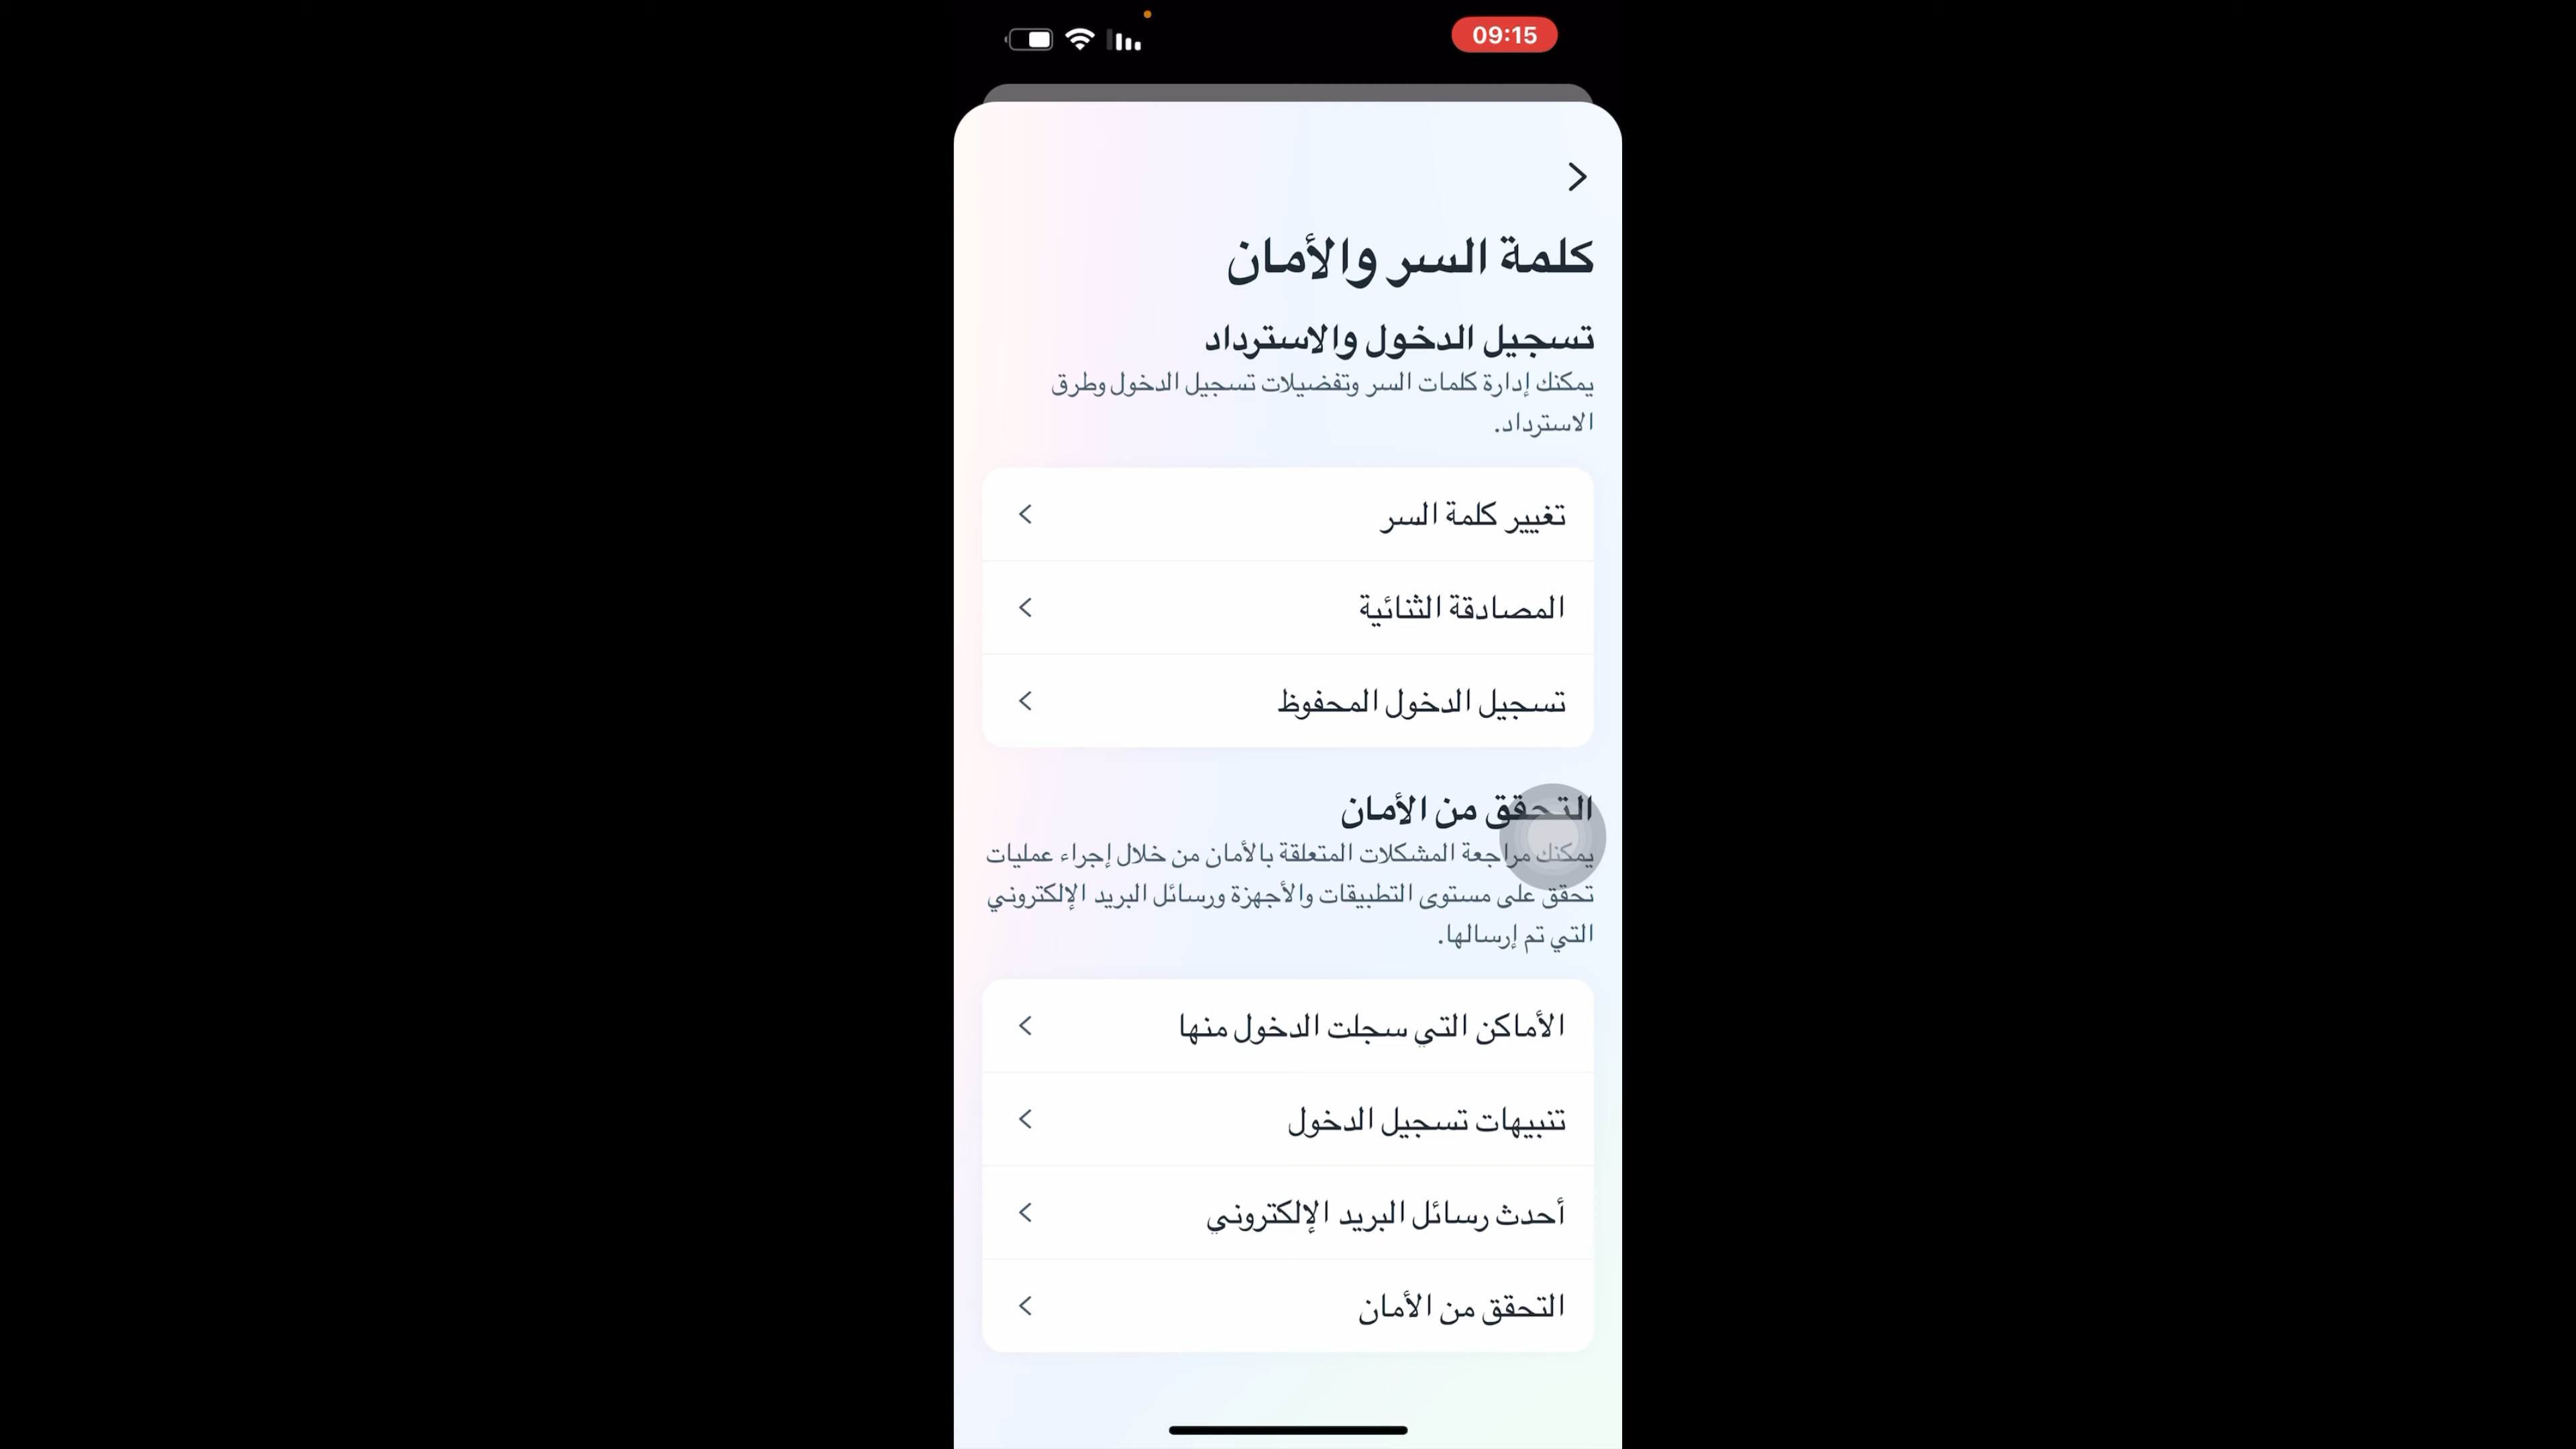 09:15
كلمة السر والأمان
تسجيل الدخول والاسترداد
يمكنك إدارة كلمات السر وتفضيلات تسجيل الدخول وطرق
الاسترداد.
تغيير كلمة السر
المصادقة الثنائية
تسجيل الدخول المحفوظ
التحقق من الأمان
يمكنك مراجعة المشكلات المتعلقة بالأمان من خلال إجراء عمليات
تحقق على مستوى التطبيقات والأجهزة ورسائل البريد الإلكتروني
التي تم إرسالها.
الأماكن التي سجلت الدخول منها
تنبيهات تسجيل الدخول
أحدث رسائل البريد الإلكتروني
التحقق من الأمان